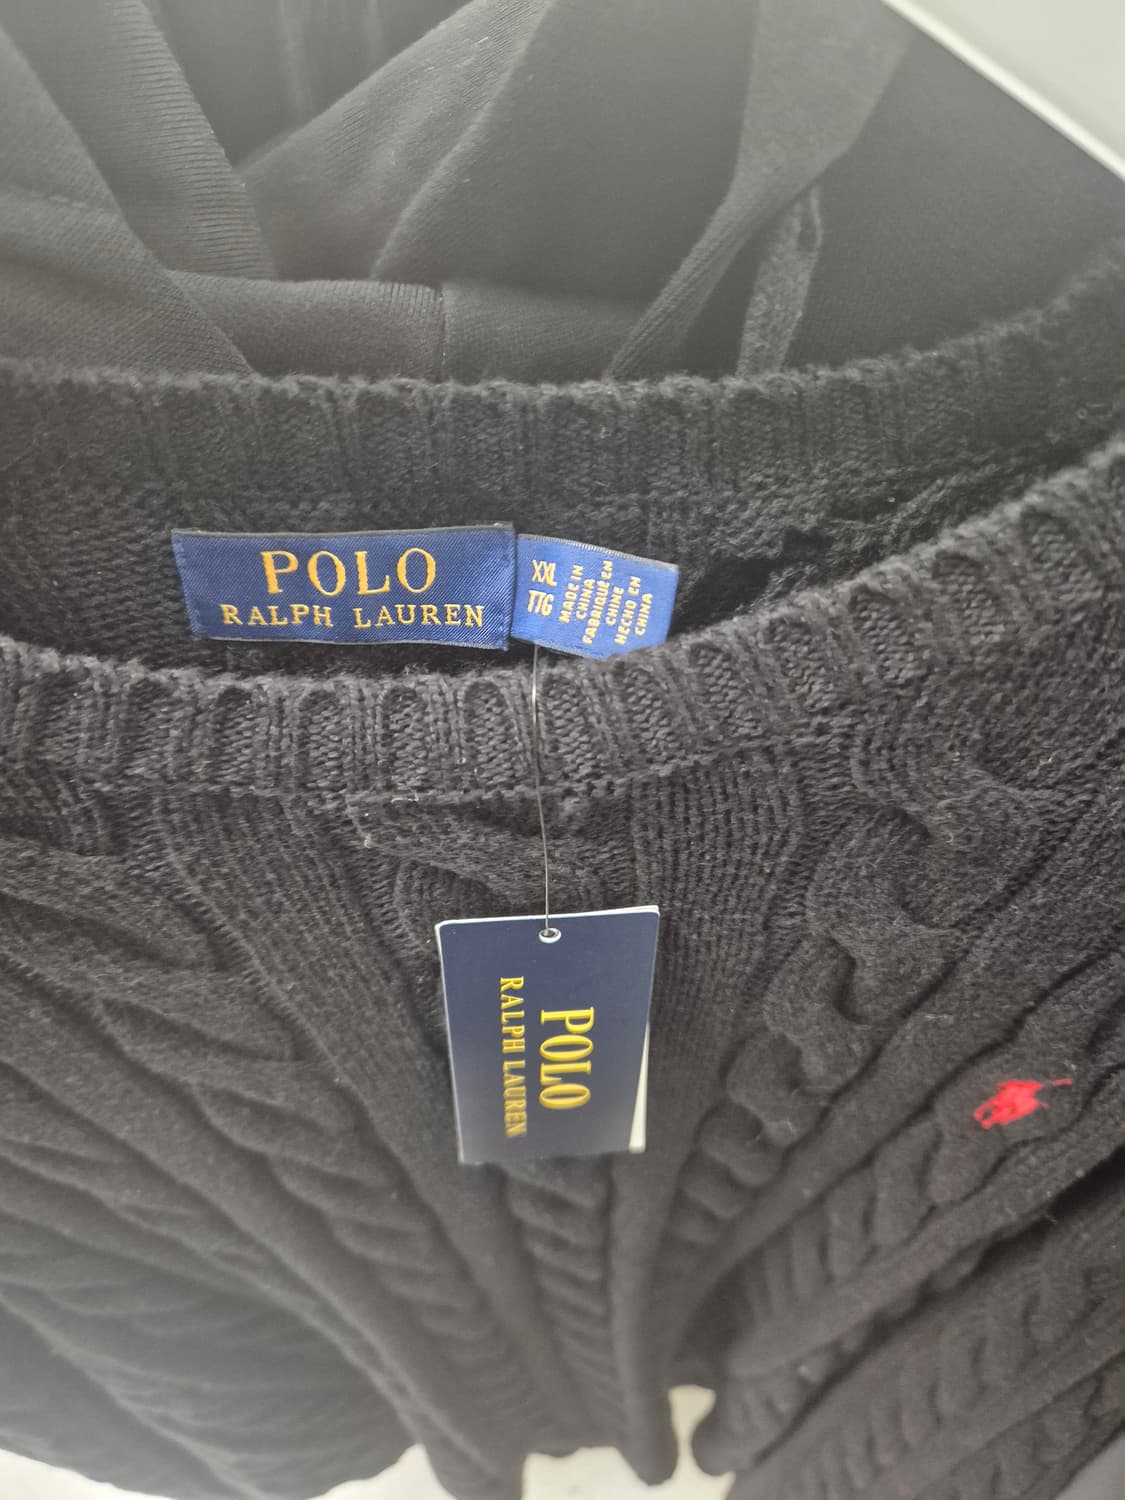 POLO
RALPH LAUREN
XXL
TTG
MADE IN
CHINA
FABRIQUÉ EN
CHINE
HECHO EN
CHINA
POLO
RALPH LAUREN